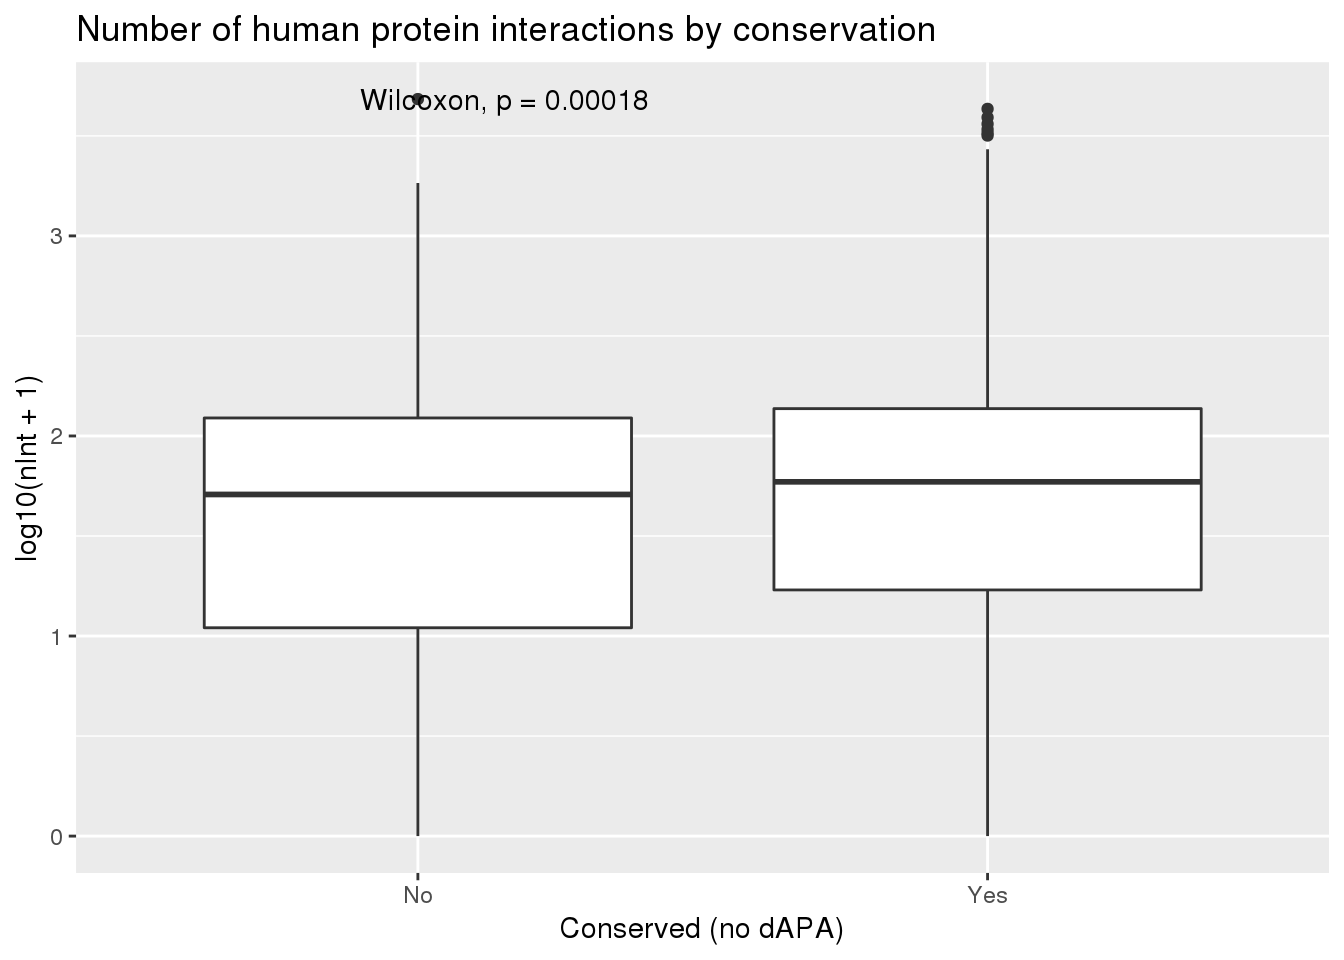 Number of human protein interactions by conservation
Wilcoxon, p = 0.00018
3
2
1
0
log10(nInt + 1)
No Yes
Conserved (no dAPA)